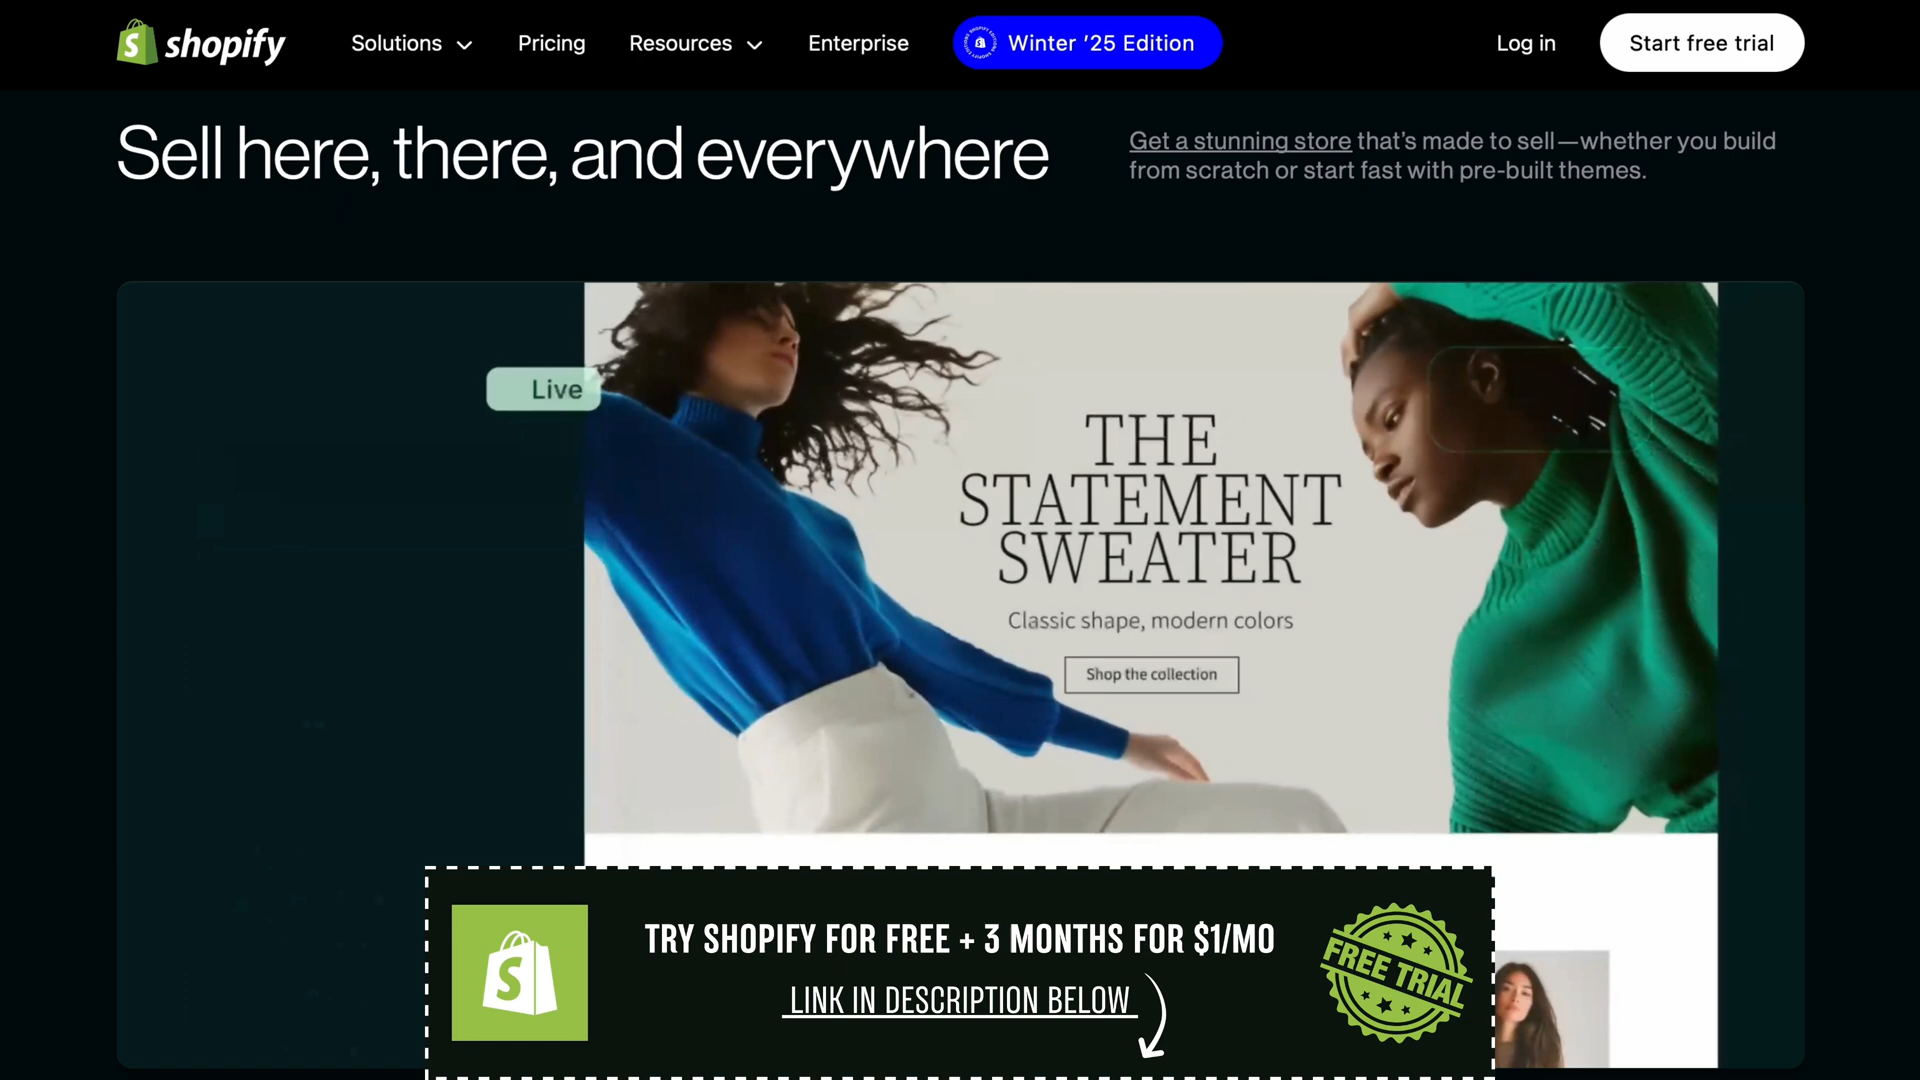 shopify
Solutions
Pricing
Resources
Enterprise
Winter ’25 Edition
Log in
Start free trial
Sell here, there, and everywhere
Get a stunning store that’s made to sell—whether you build
from scratch or start fast with pre-built themes.
Live
THE
STATEMENT
SWEATER
Classic shape, modern colors
Shop the collection
TRY SHOPIFY FOR FREE + 3 MONTHS FOR $1/MO
LINK IN DESCRIPTION BELOW
FREE TRIAL